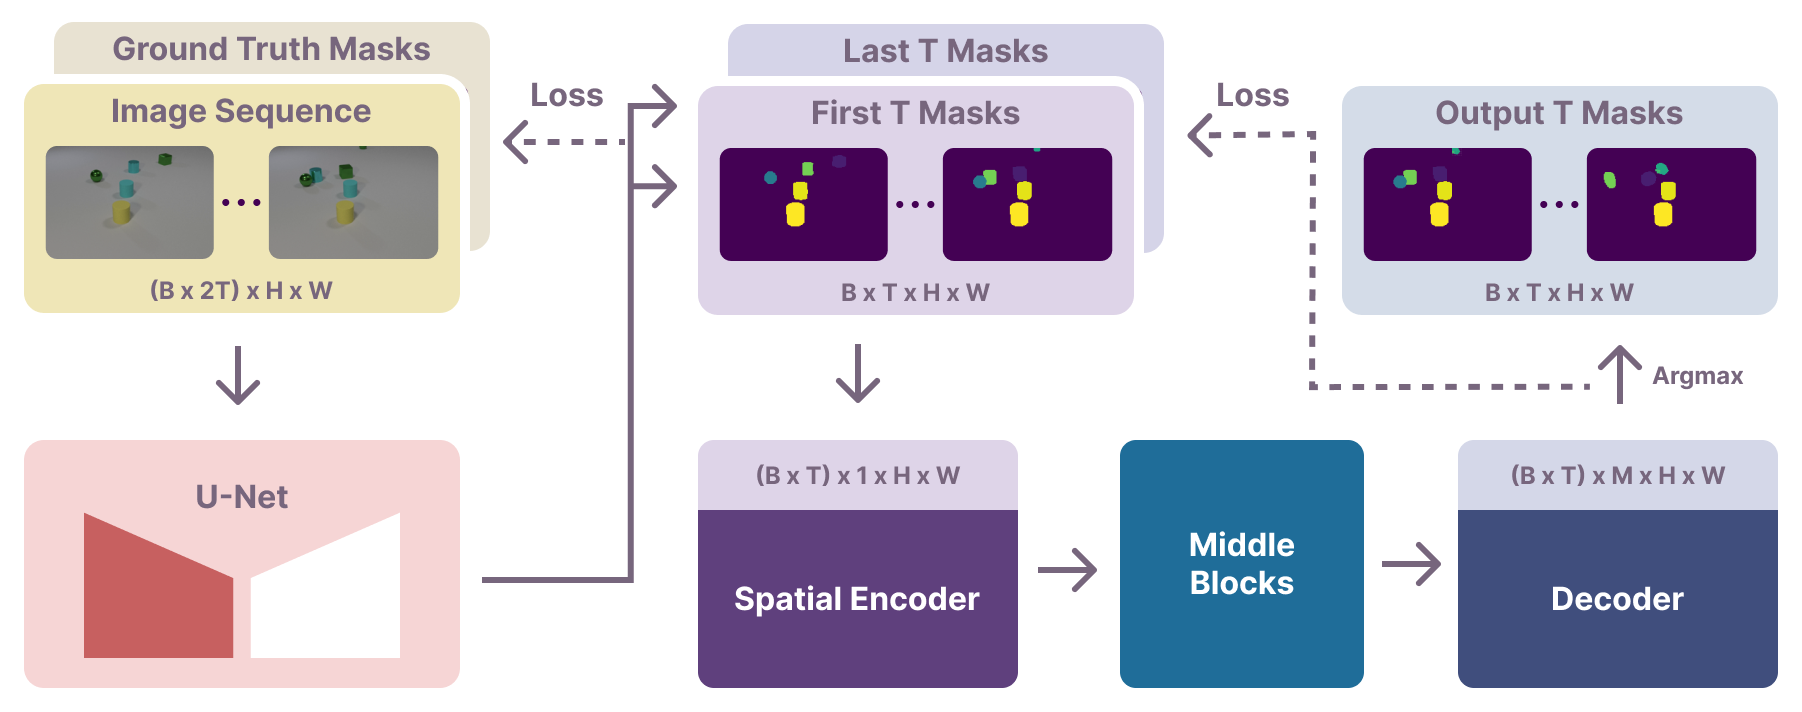 Ground Truth Masks
Image Sequence
(B x 2T) x H x W
Loss
Last T Masks
First T Masks
B x T x H x W
Loss
Output T Masks
B x T x H x W
Argmax
U-Net
(B x T) x 1 x H x W
Spatial Encoder
Middle
Blocks
(B x T) x M x H x W
Decoder